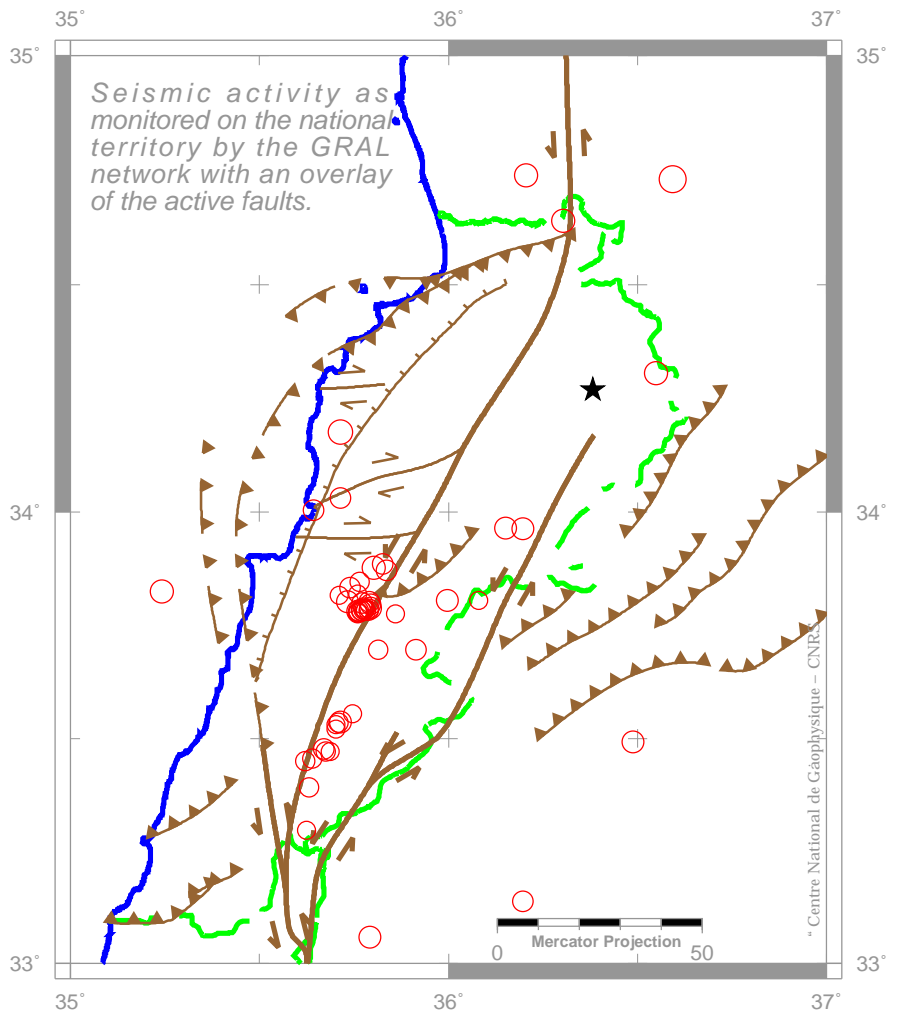 35°
36°
37°
35°
35°
Seismic activity as
monitored on the national
territory by the GRAL
network with an overlay
of the active faults.
34°
34°
“ Centre National de Géophysique – CNRS
Mercator Projection
0
50
33°
33°
35°
36°
37°